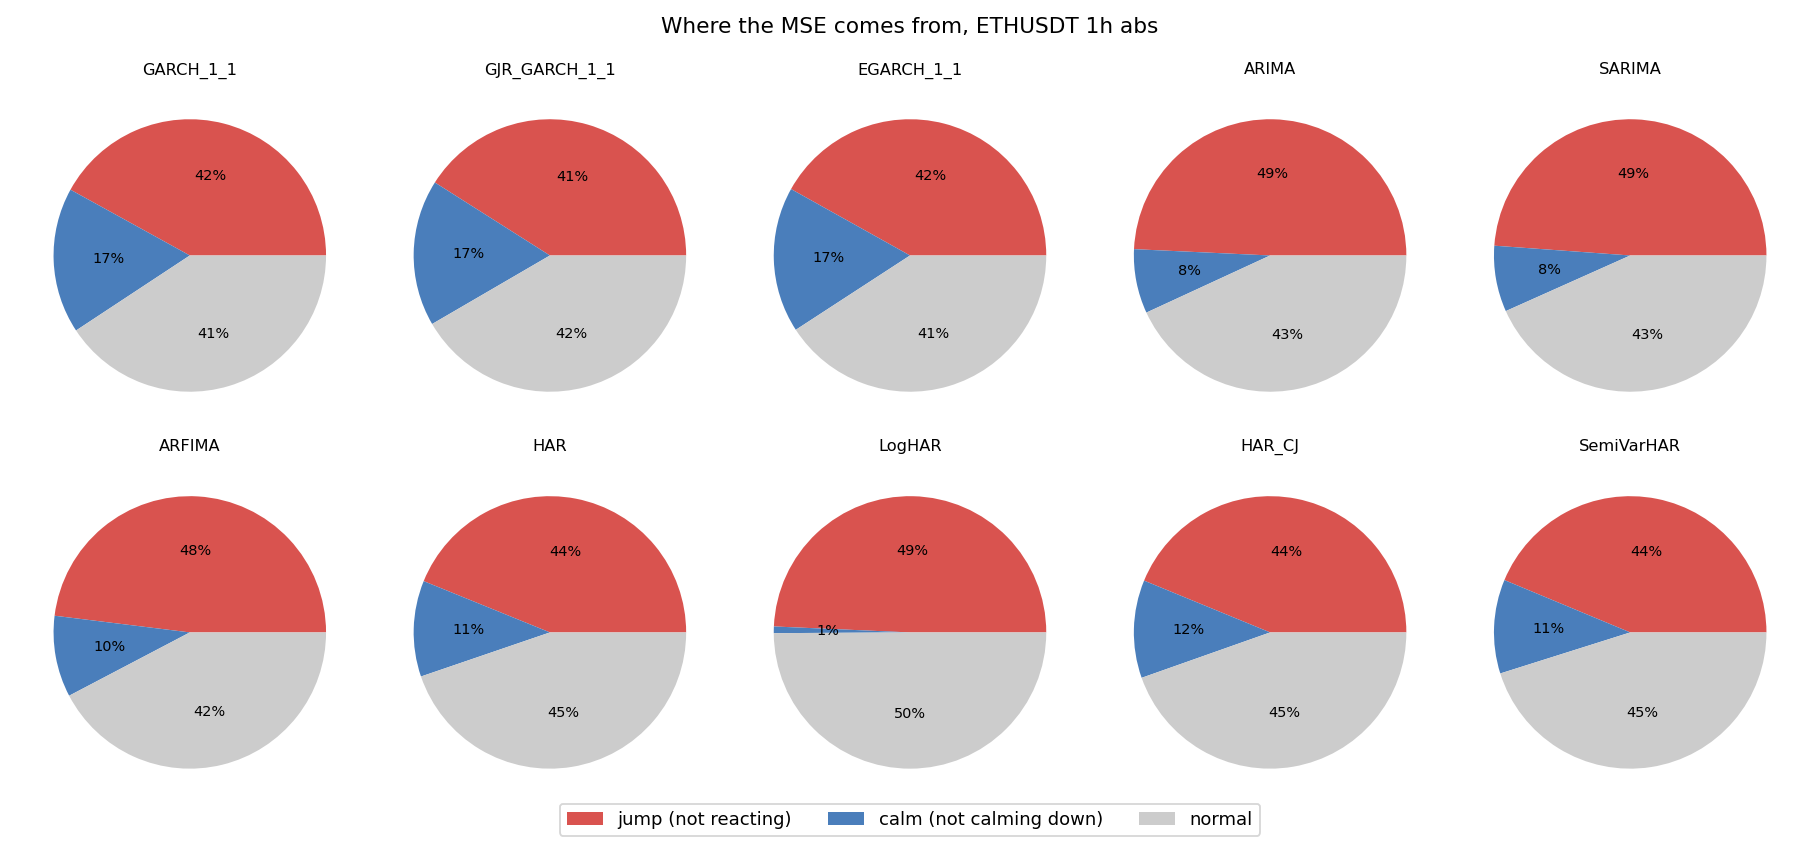 Where the MSE comes from, ETHUSDT 1h abs
GARCH_1_1
GJR_GARCH_1_1
EGARCH_1_1
ARIMA
SARIMA
42%
17%
41%
41%
17%
42%
42%
17%
41%
49%
8%
43%
49%
8%
43%
ARFIMA
HAR
LogHAR
HAR_CJ
SemiVarHAR
48%
10%
42%
44%
11%
45%
49%
1%
50%
44%
12%
45%
44%
11%
45%
jump (not reacting)
calm (not calming down)
normal